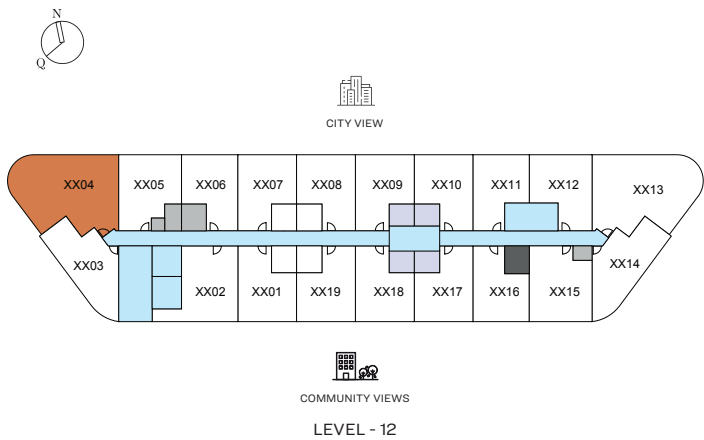 N
Q
CITY VIEW
XX04
XX05
XX06
XX07
XX08
XX09
XX10
XX11
XX12
XX13
XX03
XX02
XX01
XX19
XX18
XX17
XX16
XX15
XX14
COMMUNITY VIEWS
LEVEL - 12